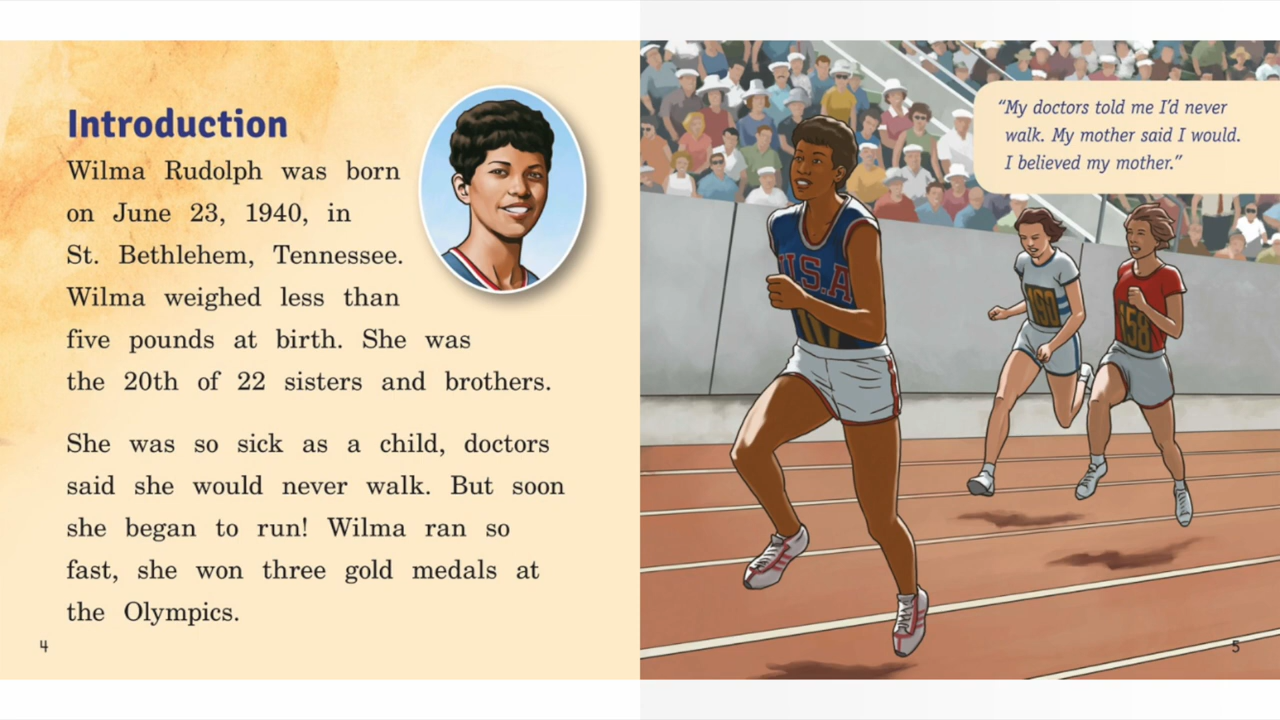 Introduction
Wilma Rudolph was born
on June 23, 1940, in
St. Bethlehem, Tennessee.
Wilma weighed less than
five pounds at birth. She was
the 20th of 22 sisters and brothers.
She was so sick as a child, doctors
said she would never walk. But soon
she began to run! Wilma ran so
fast, she won three gold medals at
the Olympics.
4
“My doctors told me I’d never
walk. My mother said I would.
I believed my mother.”
U.S.A
190
158
5